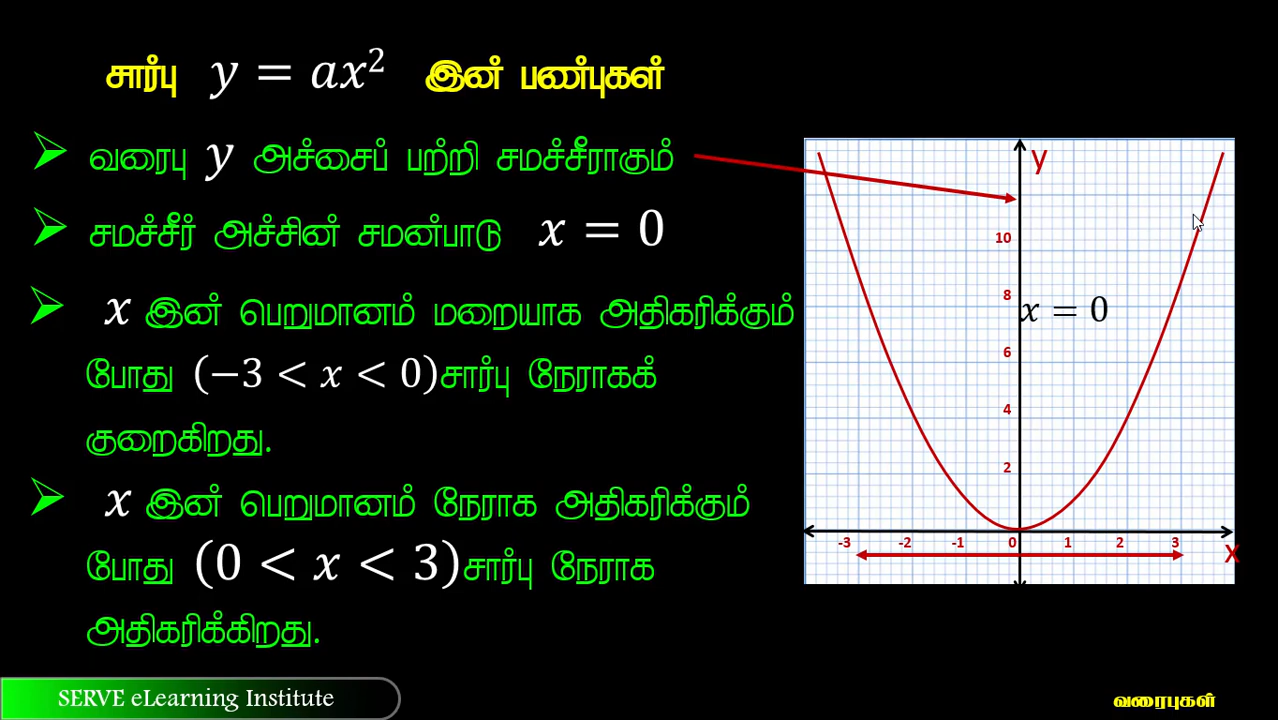 சார்பு y = ax² இன் பண்புகள்
வரைபு y அச்சைப் பற்றி சமச்சீராகும்
சமச்சீர் அச்சின் சமன்பாடு x = 0
x இன் பெறுமானம் மறையாக அதிகரிக்கும்
போது (−3 < x < 0)சார்பு நேராகக்
குறைகிறது.
x இன் பெறுமானம் நேராக அதிகரிக்கும்
போது (0 < x < 3)சார்பு நேராக
அதிகரிக்கிறது.
y
10
8
x = 0
6
4
2
-3 -2 -1 0 1 2 3
x
SERVE eLearning Institute
வரைபுகள்